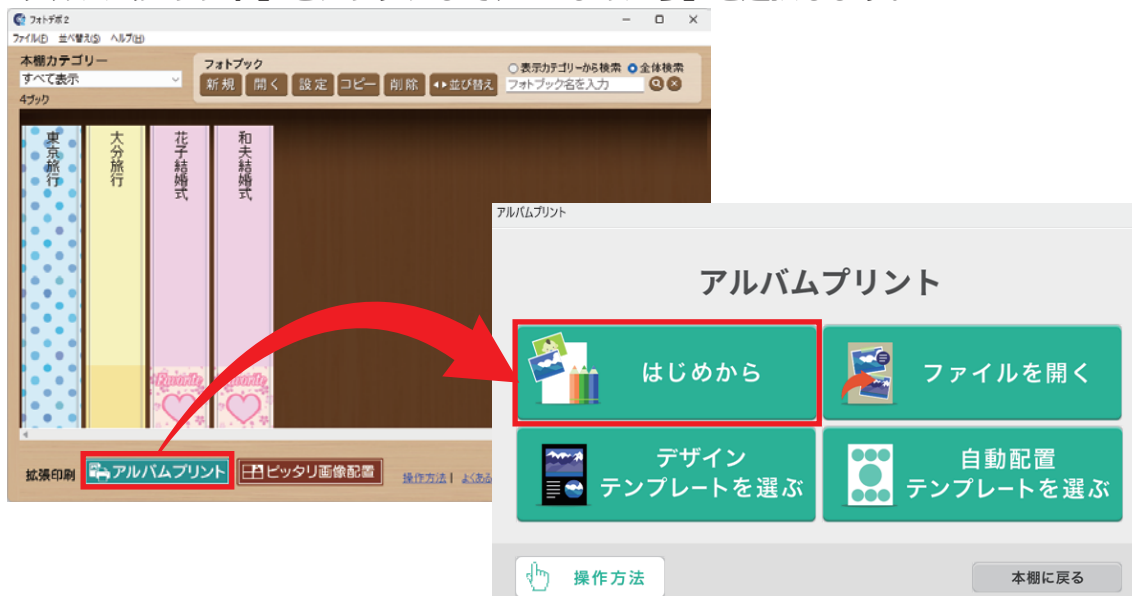 フォトデポ2
ファイル(F) 並べ替え(S) ヘルプ(H)
本棚カテゴリー
すべて表示
4ブック
フォトブック
新規 開く 設定 コピー 削除 並び替え
表示カテゴリーから検索 全体検索
フォトブック名を入力
東京旅行
大分旅行
花子結婚式
和夫結婚式
Favorite
Favorite
拡張印刷 アルバムプリント ピッタリ画像配置 操作方法 | よくある
アルバムプリント
アルバムプリント
はじめから
ファイルを開く
デザイン
テンプレートを選ぶ
自動配置
テンプレートを選ぶ
操作方法
本棚に戻る